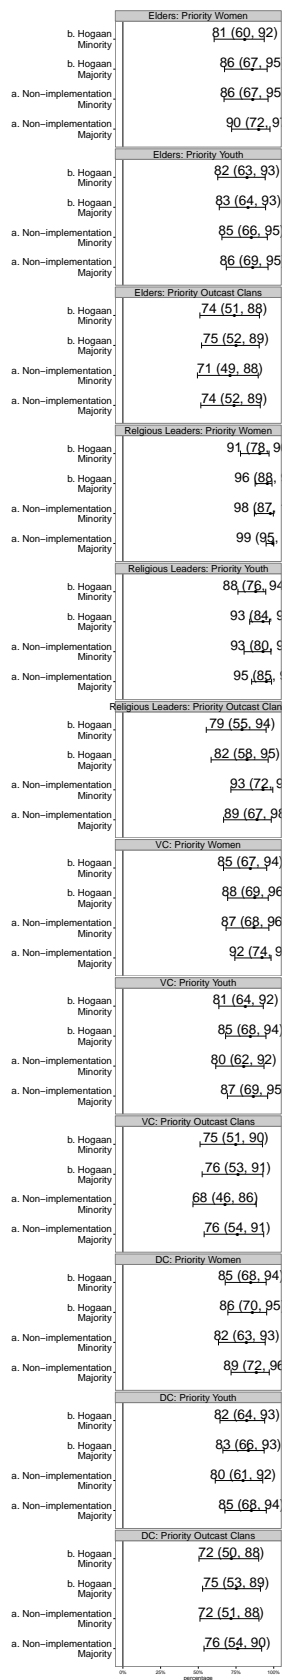 Elders: Priority Women
b. Hogaan
Minority
81 (60, 92)
b. Hogaan
Majority
86 (67, 95
a. Non−implementation
Minority
86 (67, 95
a. Non−implementation
Majority
90 (72, 9
Elders: Priority Youth
b. Hogaan
Minority
82 (63, 93)
b. Hogaan
Majority
83 (64, 93)
a. Non−implementation
Minority
85 (66, 95)
a. Non−implementation
Majority
86 (69, 95
Elders: Priority Outcast Clans
b. Hogaan
Minority
74 (51, 88)
b. Hogaan
Majority
75 (52, 89)
a. Non−implementation
Minority
71 (49, 88)
a. Non−implementation
Majority
74 (52, 89)
Religious Leaders: Priority Women
b. Hogaan
Minority
91 (78, 9
b. Hogaan
Majority
96 (88,
a. Non−implementation
Minority
98 (87,
a. Non−implementation
Majority
99 (95,
Religious Leaders: Priority Youth
b. Hogaan
Minority
88 (76, 94
b. Hogaan
Majority
93 (84, 9
a. Non−implementation
Minority
93 (80, 9
a. Non−implementation
Majority
95 (85,
Religious Leaders: Priority Outcast Clan
b. Hogaan
Minority
79 (55, 94)
b. Hogaan
Majority
82 (58, 95)
a. Non−implementation
Minority
93 (72, 9
a. Non−implementation
Majority
89 (67, 98
VC: Priority Women
b. Hogaan
Minority
85 (67, 94)
b. Hogaan
Majority
88 (69, 96
a. Non−implementation
Minority
87 (68, 96
a. Non−implementation
Majority
92 (74, 9
VC: Priority Youth
b. Hogaan
Minority
81 (64, 92)
b. Hogaan
Majority
85 (68, 94)
a. Non−implementation
Minority
80 (62, 92)
a. Non−implementation
Majority
87 (69, 95
VC: Priority Outcast Clans
b. Hogaan
Minority
75 (51, 90)
b. Hogaan
Majority
76 (53, 91)
a. Non−implementation
Minority
68 (46, 86)
a. Non−implementation
Majority
76 (54, 91)
DC: Priority Women
b. Hogaan
Minority
85 (68, 94)
b. Hogaan
Majority
86 (70, 95
a. Non−implementation
Minority
82 (63, 93)
a. Non−implementation
Majority
89 (72, 96
DC: Priority Youth
b. Hogaan
Minority
82 (64, 93)
b. Hogaan
Majority
83 (66, 93)
a. Non−implementation
Minority
80 (61, 92)
a. Non−implementation
Majority
85 (68, 94)
DC: Priority Outcast Clans
b. Hogaan
Minority
72 (50, 88)
b. Hogaan
Majority
75 (53, 89)
a. Non−implementation
Minority
72 (51, 88)
a. Non−implementation
Majority
76 (54, 90)
0% 25% 50% 75% 100%
percentage